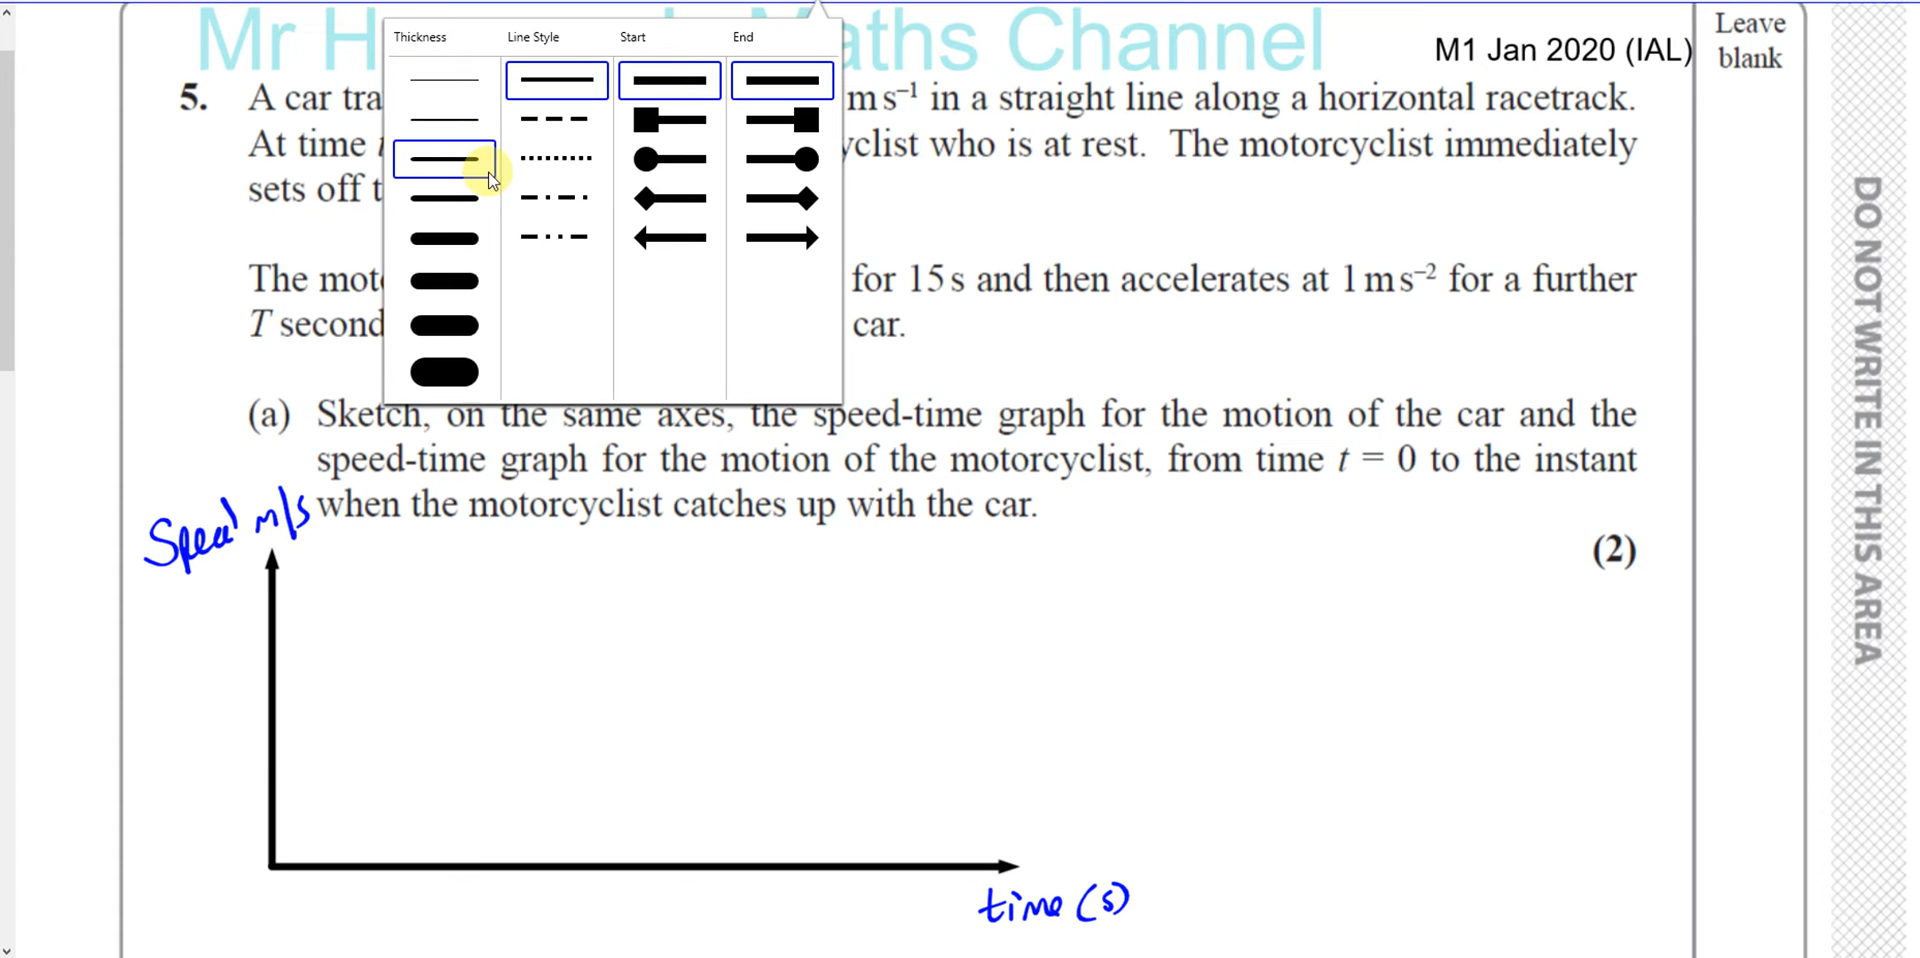 Mr H aths Channel
M1 Jan 2020 (IAL)
Leave
blank
Thickness Line Style Start End
5. A car tra m s⁻¹ in a straight line along a horizontal racetrack.
At time t yclist who is at rest. The motorcyclist immediately
sets off t
The moto for 15 s and then accelerates at 1 m s⁻² for a further
T second car.
(a) Sketch, on the same axes, the speed-time graph for the motion of the car and the
speed-time graph for the motion of the motorcyclist, from time t = 0 to the instant
when the motorcyclist catches up with the car.
(2)
Speed m/s
time (s)
DO NOT WRITE IN THIS AREA